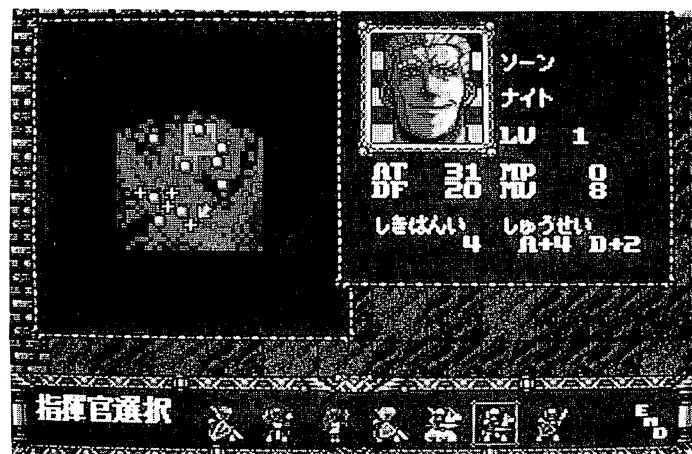 ソーン
ナイト
LV 1
AT 31 MP 0
DF 20 MV 8
しきはんい しゅうせい
4 A+4 D+2
指揮官選択
END